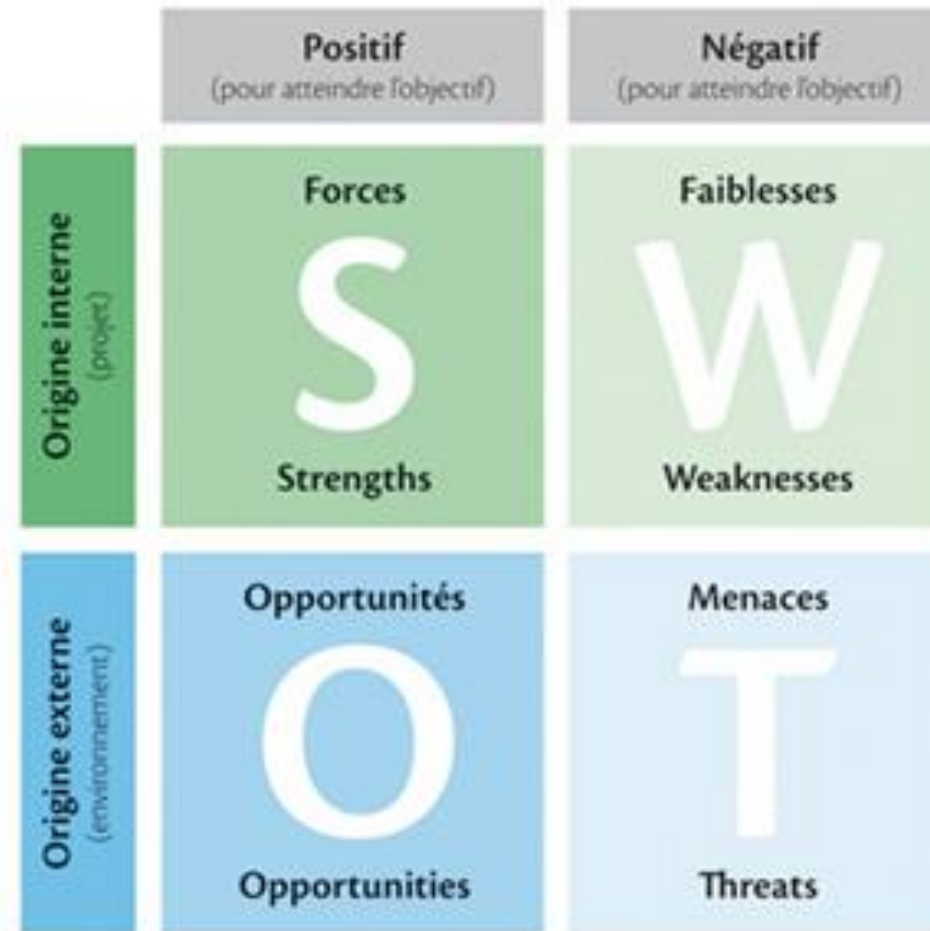 Positif
(pour atteindre l'objectif)
Négatif
(pour atteindre l'objectif)
Origine interne
(projet)
Forces
S
Strengths
Faiblesses
W
Weaknesses
Origine externe
(environnement)
Opportunités
O
Opportunities
Menaces
T
Threats